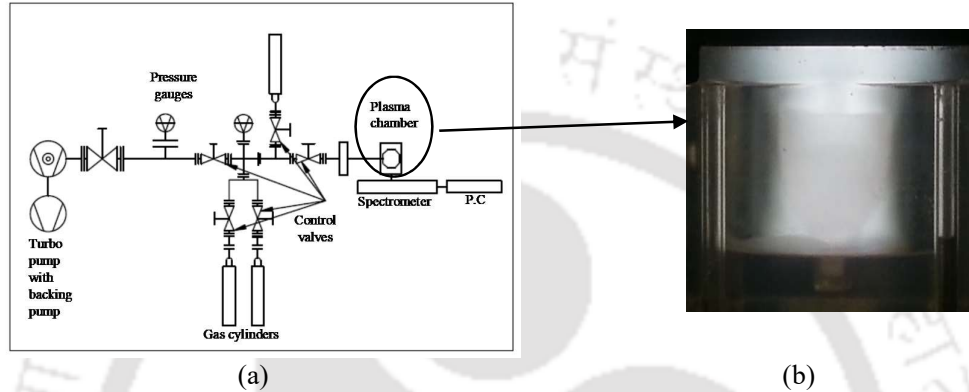 Pressure
gauges
Plasma
chamber
Spectrometer
P.C
Control
valves
Turbo
pump
with
backing
pump
Gas cylinders
(a)
(b)